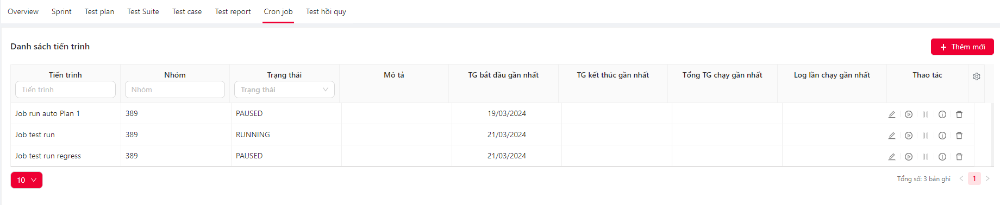 Overview Sprint Test plan Test Suite Test case Test report Cron job Test hồi quy
Danh sách tiến trình
Thêm mới
Tiến trình Nhóm Trạng thái Mô tả TG bắt đầu gần nhất TG kết thúc gần nhất Tổng TG chạy gần nhất Log lần chạy gần nhất Thao tác
Tiến trình Nhóm Trạng thái
Job run auto Plan 1 389 PAUSED 19/03/2024
Job test run 389 RUNNING 21/03/2024
Job test run regress 389 PAUSED 21/03/2024
10
Tổng số: 3 bản ghi < 1 >